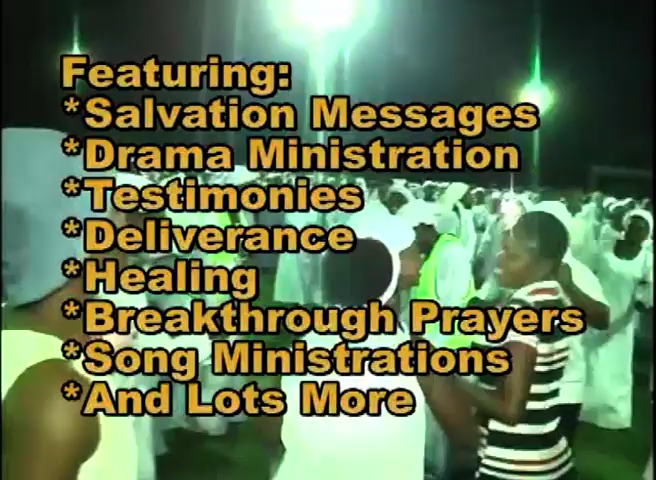 Featuring:
*Salvation Messages
*Drama Ministration
*Testimonies
*Deliverance
*Healing
*Breakthrough Prayers
*Song Ministrations
*And Lots More